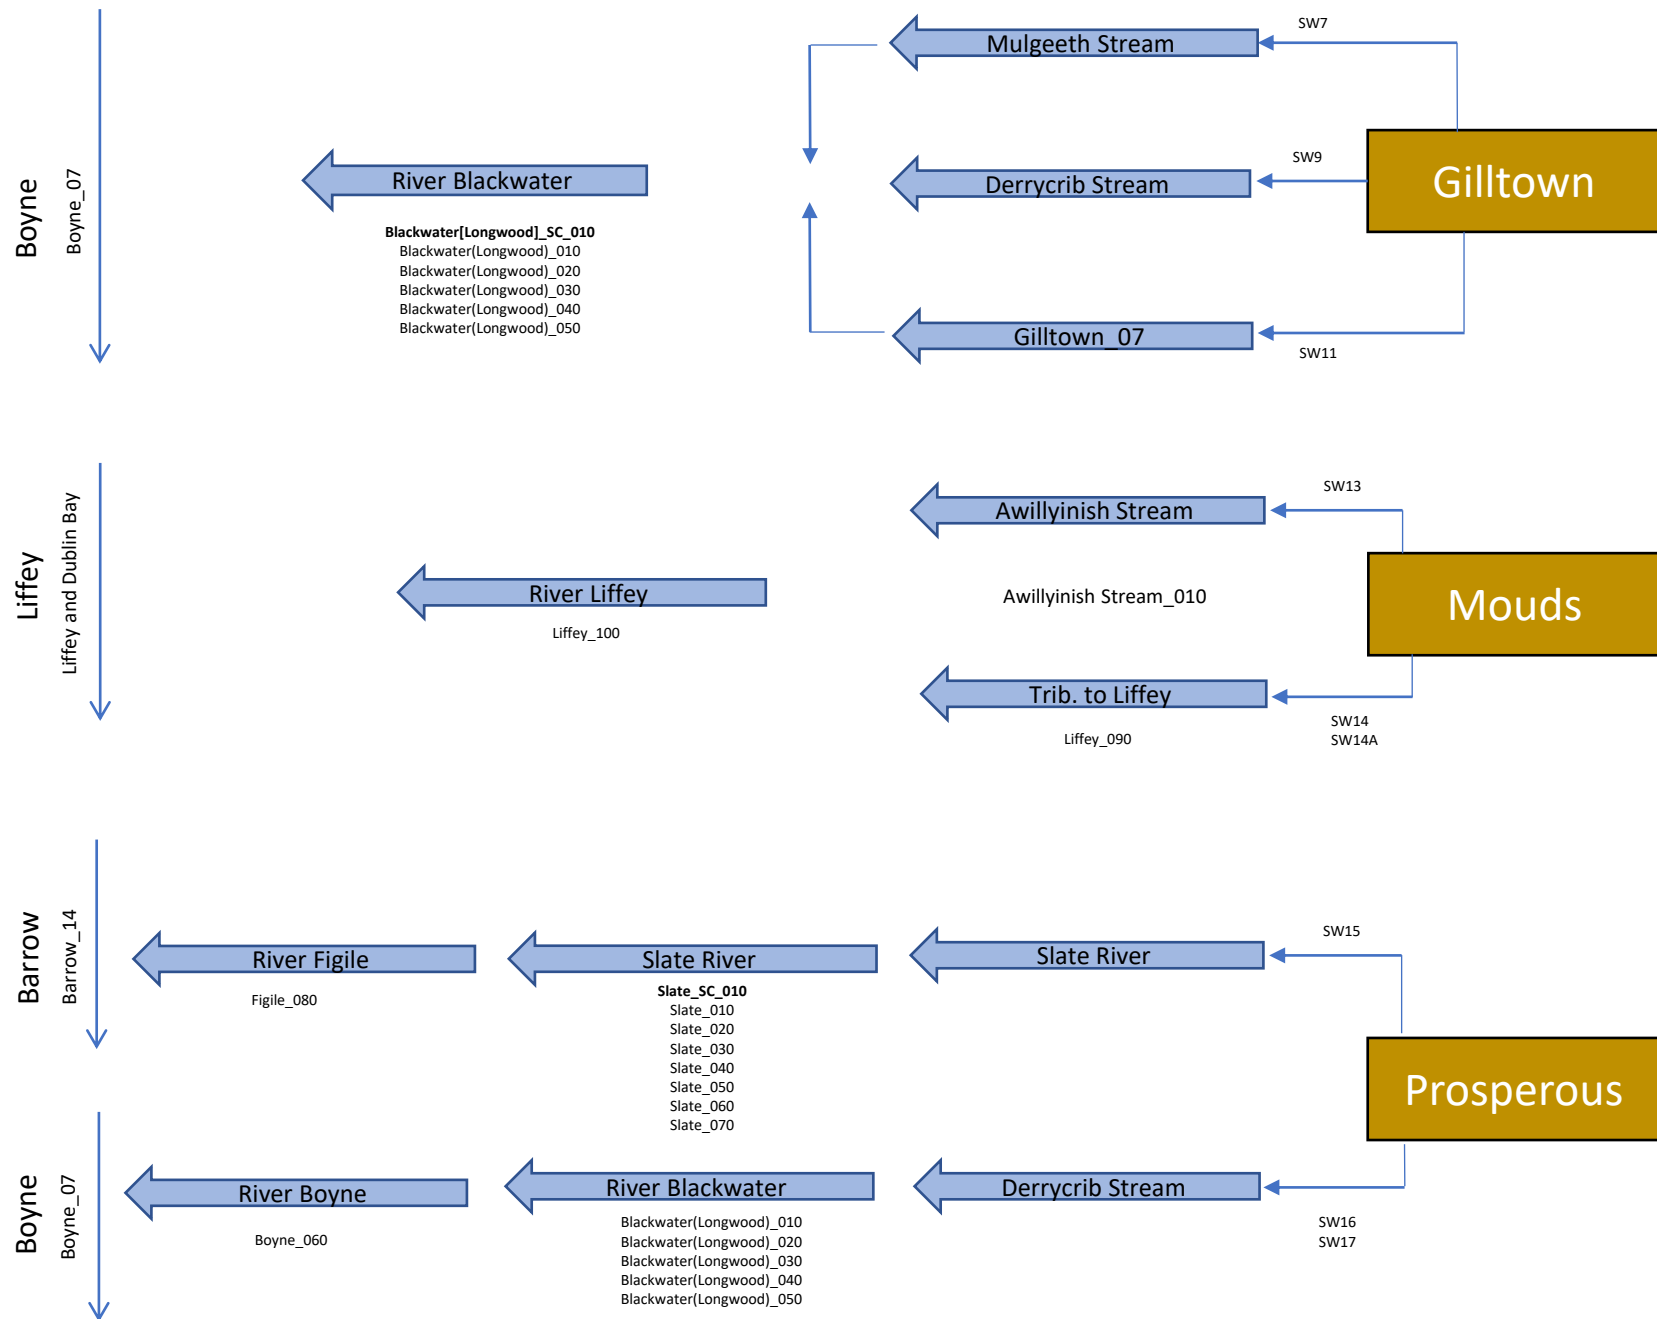 Boyne
Boyne_07
River Blackwater
Blackwater[Longwood]_SC_010
Blackwater(Longwood)_010
Blackwater(Longwood)_020
Blackwater(Longwood)_030
Blackwater(Longwood)_040
Blackwater(Longwood)_050
Mulgeeth Stream
SW7
Derrycrib Stream
SW9
Gilltown_07
SW11
Gilltown
Liffey
Liffey and Dublin Bay
River Liffey
Liffey_100
Awillyinish Stream
SW13
Awillyinish Stream_010
Trib. to Liffey
Liffey_090
SW14
SW14A
Mouds
Barrow
Barrow_14
River Figile
Figile_080
Slate River
Slate_SC_010
Slate_010
Slate_020
Slate_030
Slate_040
Slate_050
Slate_060
Slate_070
Slate River
SW15
Prosperous
Boyne
Boyne_07
River Boyne
Boyne_060
River Blackwater
Blackwater(Longwood)_010
Blackwater(Longwood)_020
Blackwater(Longwood)_030
Blackwater(Longwood)_040
Blackwater(Longwood)_050
Derrycrib Stream
SW16
SW17